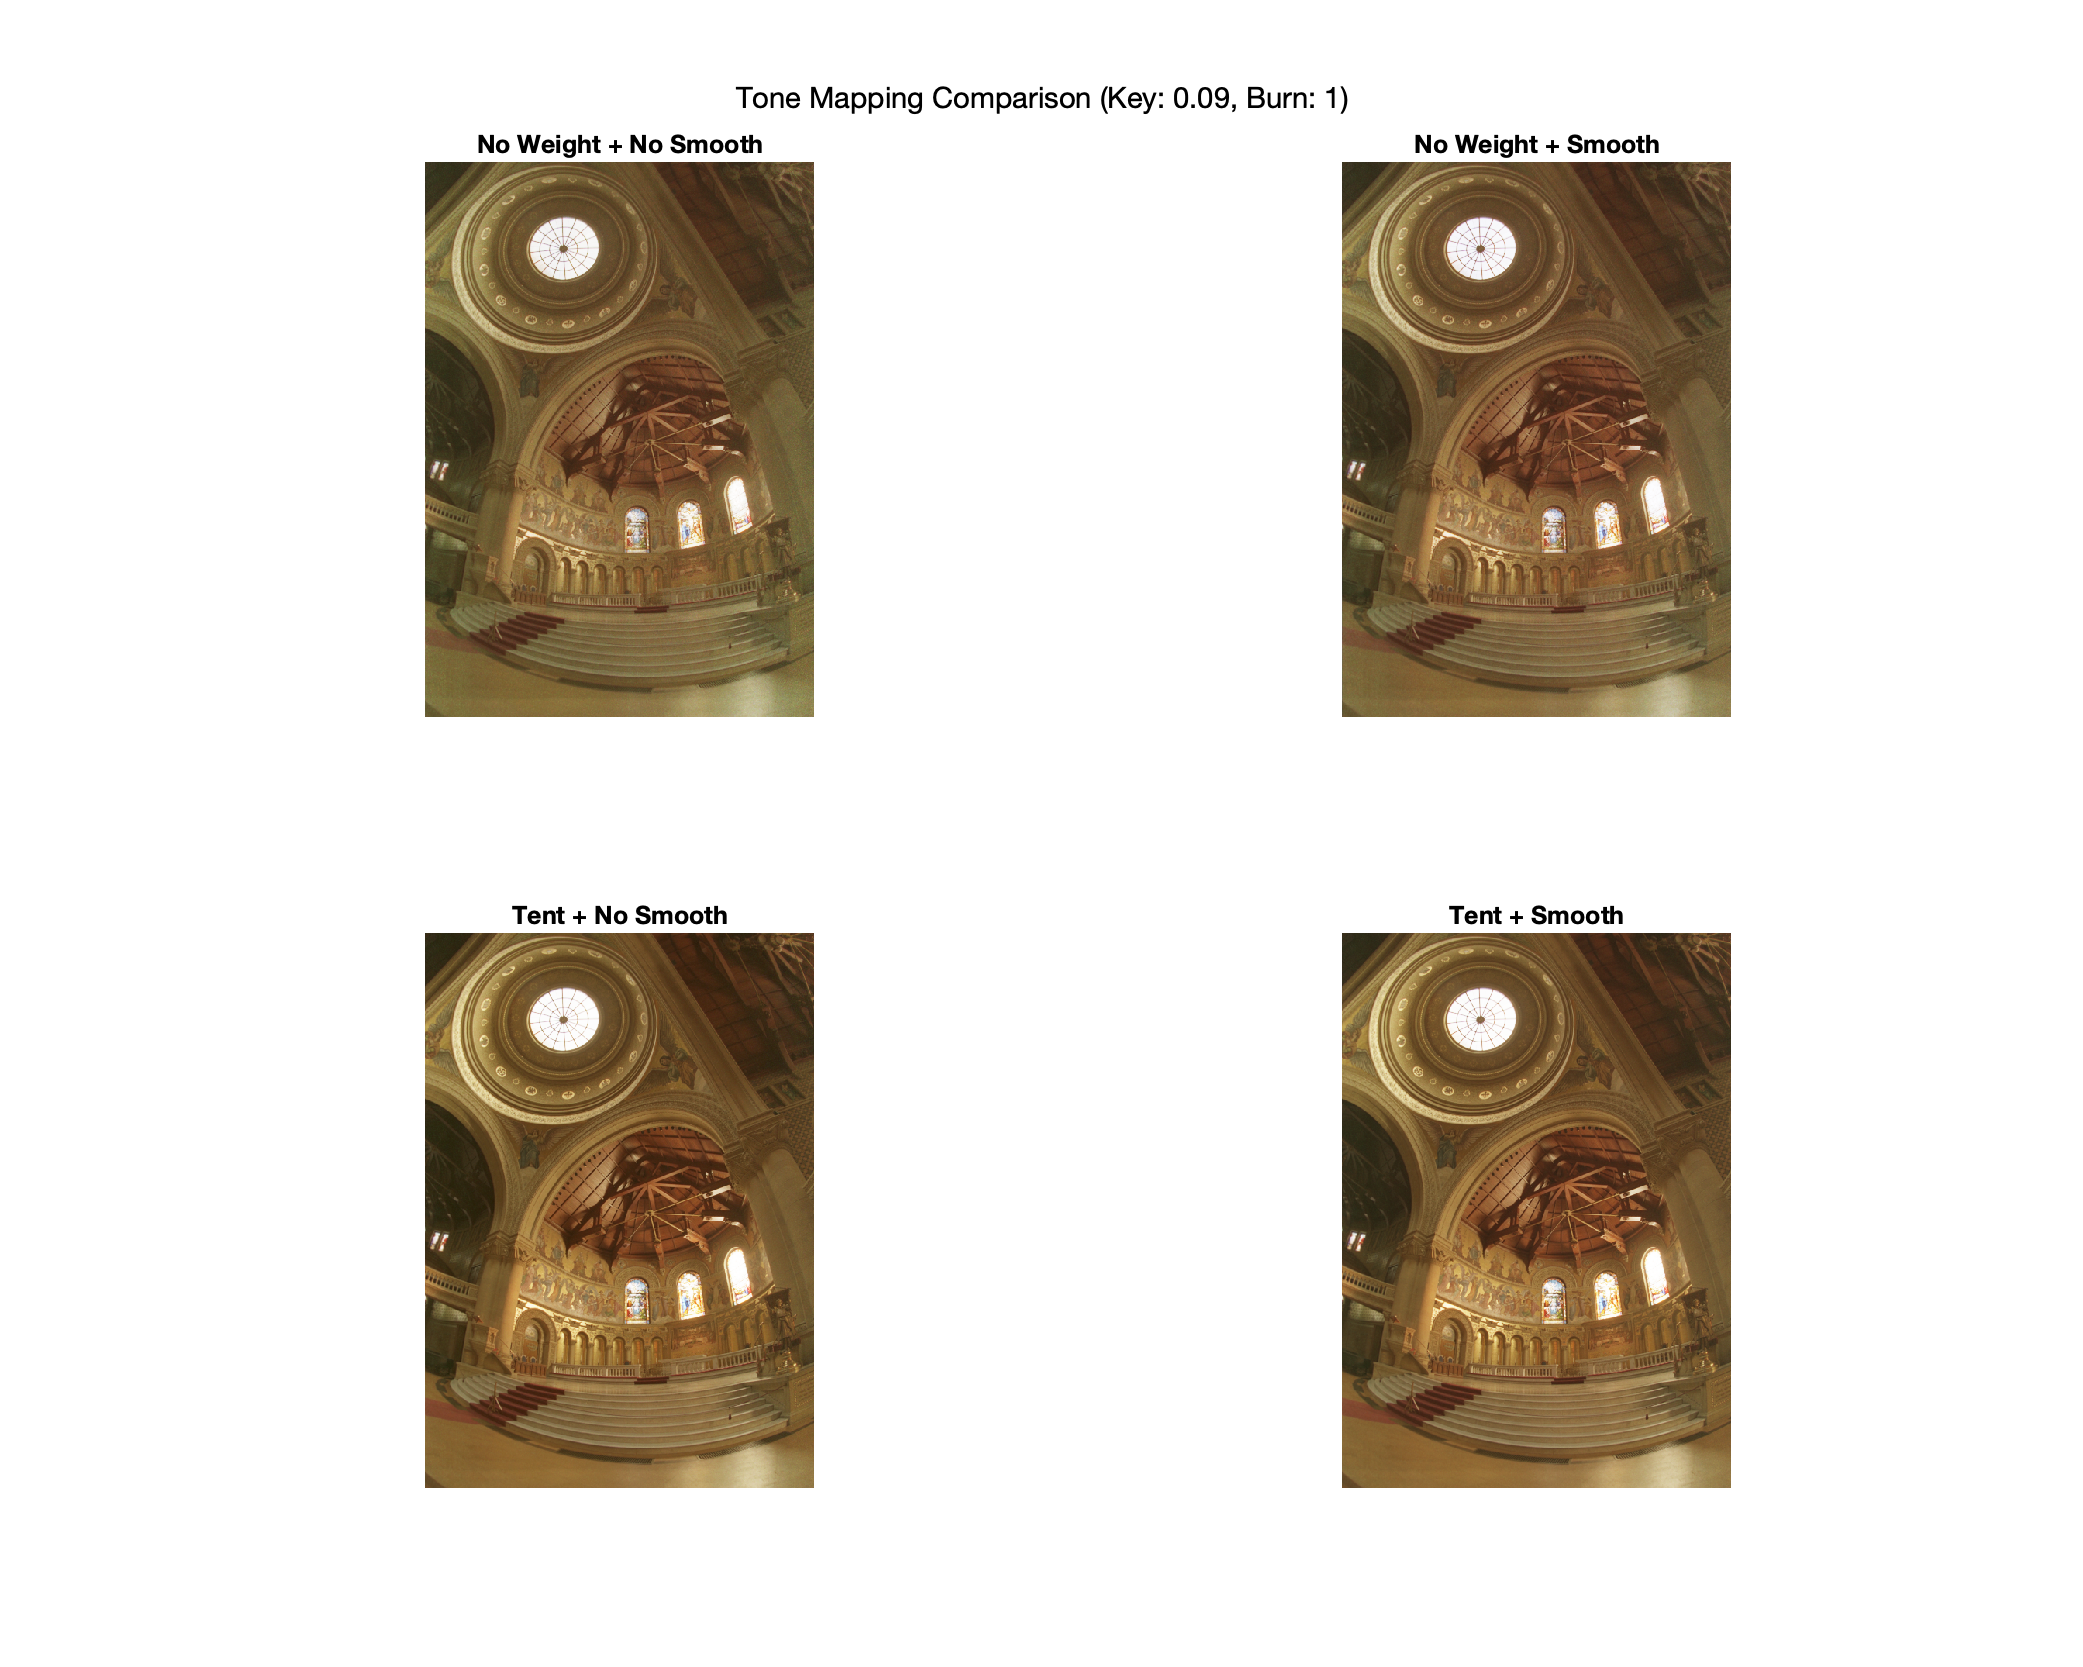 Tone Mapping Comparison (Key: 0.09, Burn: 1)
No Weight + No Smooth
No Weight + Smooth
Tent + No Smooth
Tent + Smooth